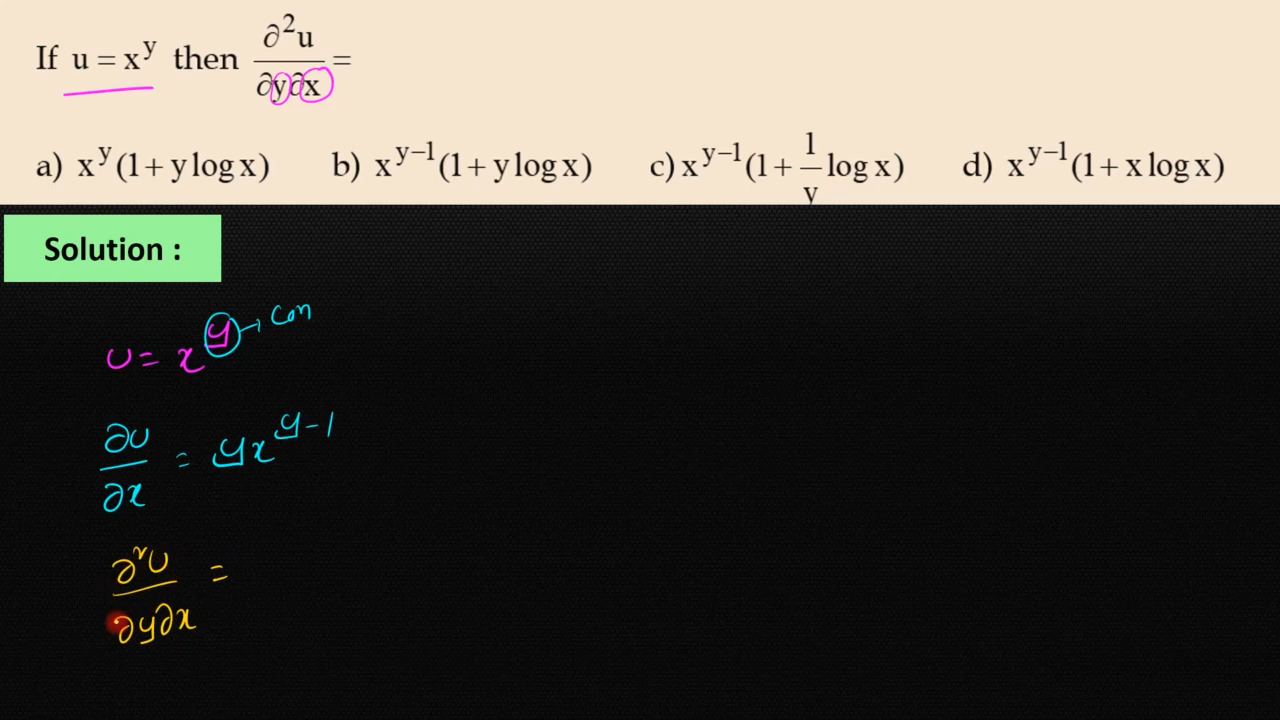 If u = x^y then ∂²u/∂y∂x =
a) x^y (1 + y log x) b) x^{y–1} (1 + y log x) c) x^{y–1} (1 + 1/y log x) d) x^{y–1} (1 + x log x)
Solution :
U = x^y → Con
∂U/∂x = yx^{y-1}
∂²U/∂y∂x =